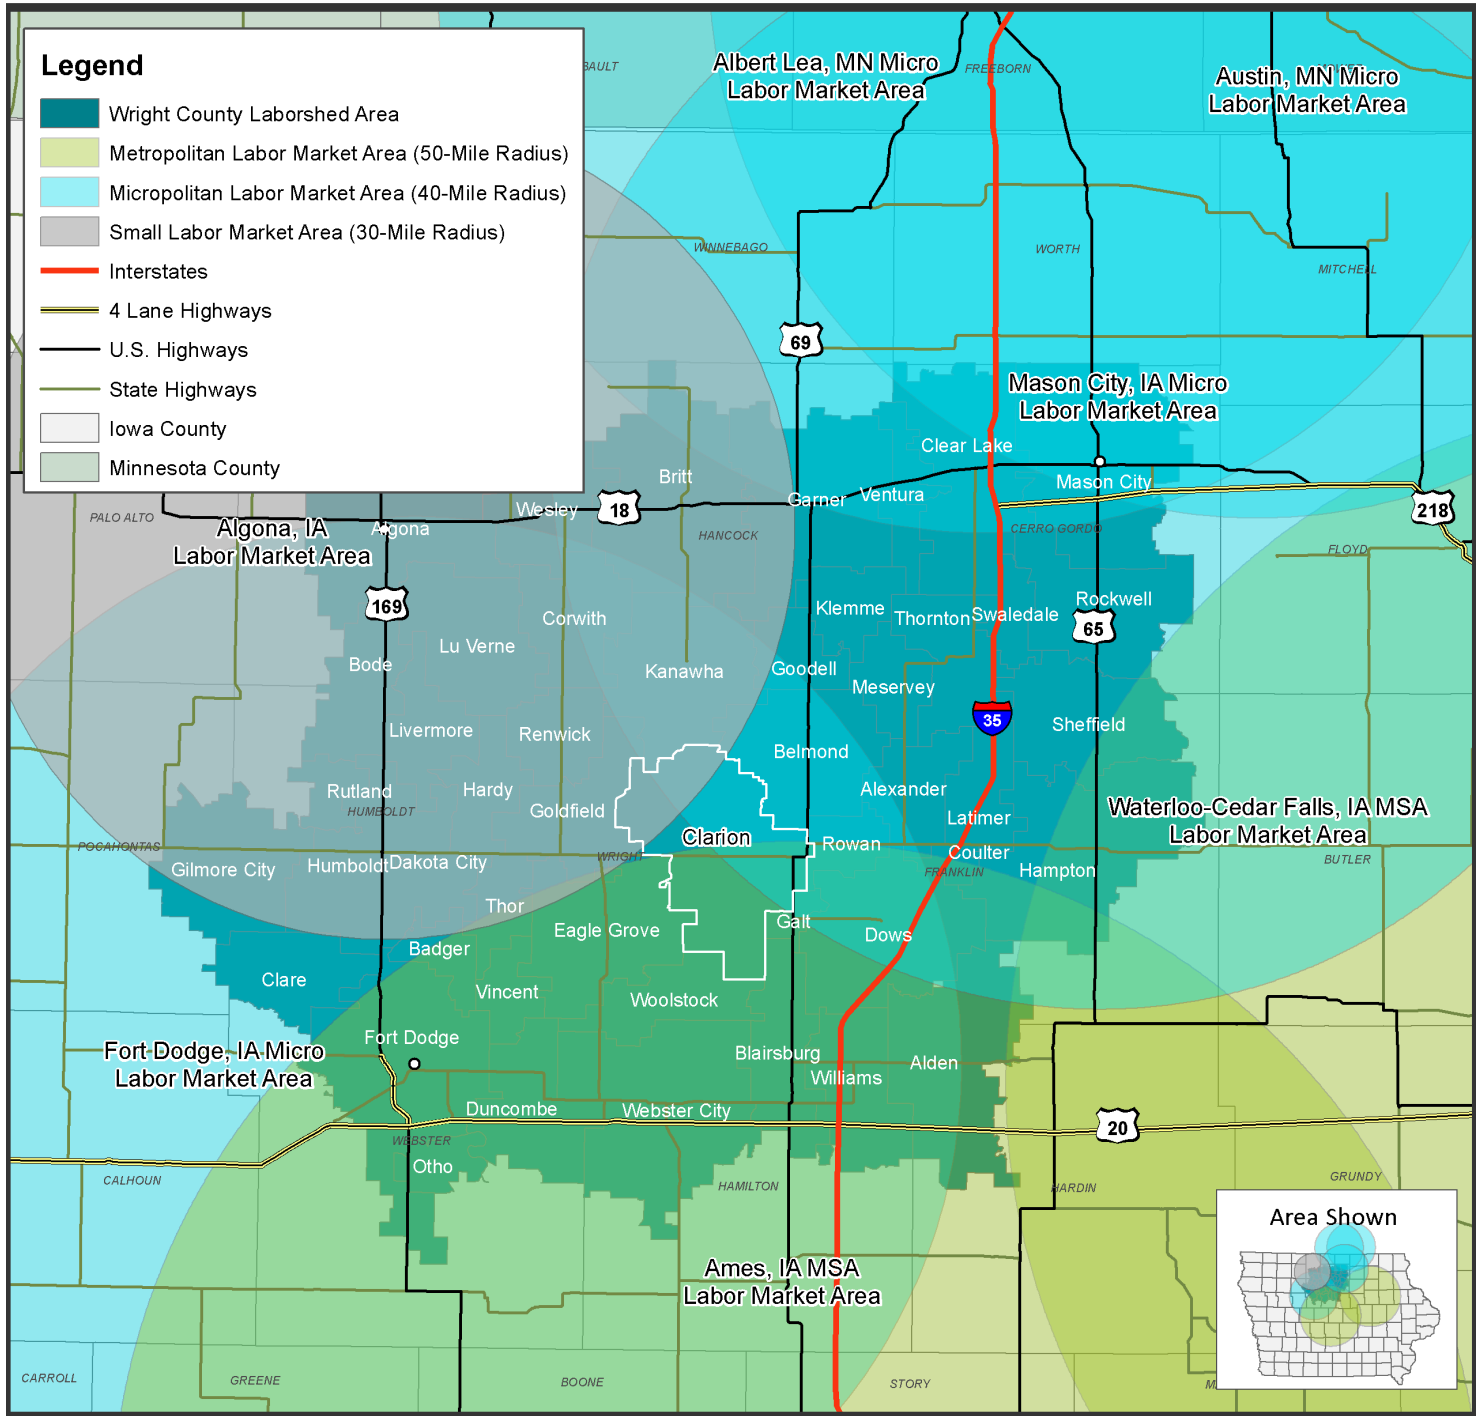 Legend
Wright County Laborshed Area
Metropolitan Labor Market Area (50-Mile Radius)
Micropolitan Labor Market Area (40-Mile Radius)
Small Labor Market Area (30-Mile Radius)
Interstates
4 Lane Highways
U.S. Highways
State Highways
Iowa County
Minnesota County
BAULT
Albert Lea, MN Micro
Labor Market Area
FREEBORN
Austin, MN Micro
Labor Market Area
WINNEBAGO
WORTH
MITCHELL
69
Mason City, IA Micro
Labor Market Area
Clear Lake
Britt
Mason City
Garner
Ventura
Wesley
18
218
PALO ALTO
Algona, IA
Labor Market Area
Algona
HANCOCK
CERRO GORDO
FLOYD
169
Klemme
Thornton
Swaledale
Rockwell
65
Corwith
Lu Verne
Bode
Kanawha
Goodell
Meservey
35
Sheffield
Livermore
Renwick
Belmond
Rutland
Hardy
Alexander
HUMBOLDT
Goldfield
Latimer
Waterloo-Cedar Falls, IA MSA
Labor Market Area
Clarion
Rowan
Coulter
POCAHONTAS
WRIGHT
BUTLER
Gilmore City
Humboldt
Dakota City
FRANKLIN
Hampton
Thor
Eagle Grove
Galt
Dows
Badger
Clare
Vincent
Woolstock
Fort Dodge
Fort Dodge, IA Micro
Labor Market Area
Blairsburg
Williams
Alden
Duncombe
Webster City
20
WEBSTER
Otho
CALHOUN
HAMILTON
HARDIN
GRUNDY
Area Shown
Ames, IA MSA
Labor Market Area
CARROLL
GREENE
BOONE
STORY
M